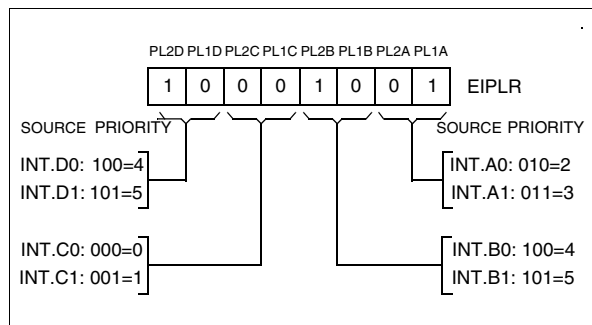 PL2D PL1D PL2C PL1C PL2B PL1B PL2A PL1A
1 0 0 0 1 0 0 1 EIPLR
SOURCE PRIORITY SOURCE PRIORITY
INT.D0: 100=4 INT.A0: 010=2
INT.D1: 101=5 INT.A1: 011=3
INT.C0: 000=0 INT.B0: 100=4
INT.C1: 001=1 INT.B1: 101=5